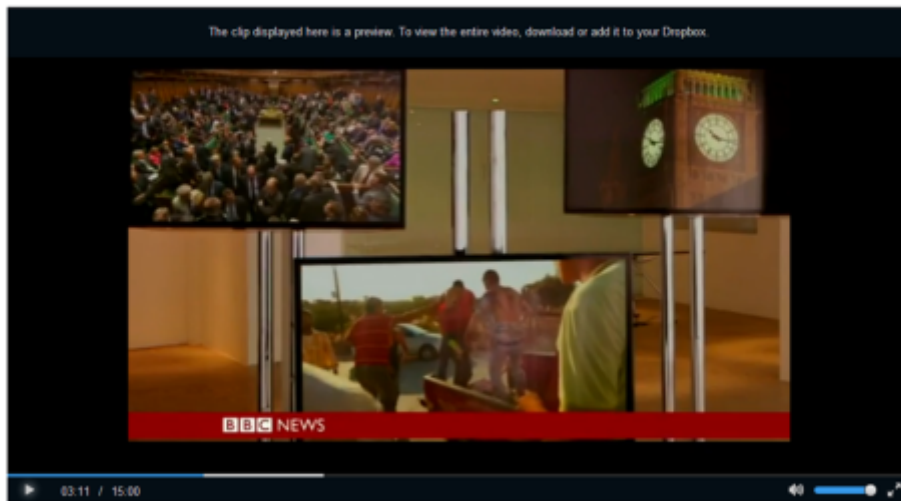 The clip displayed here is a preview. To view the entire video, download or add it to your Dropbox.
BBC NEWS
03:11 / 15:00